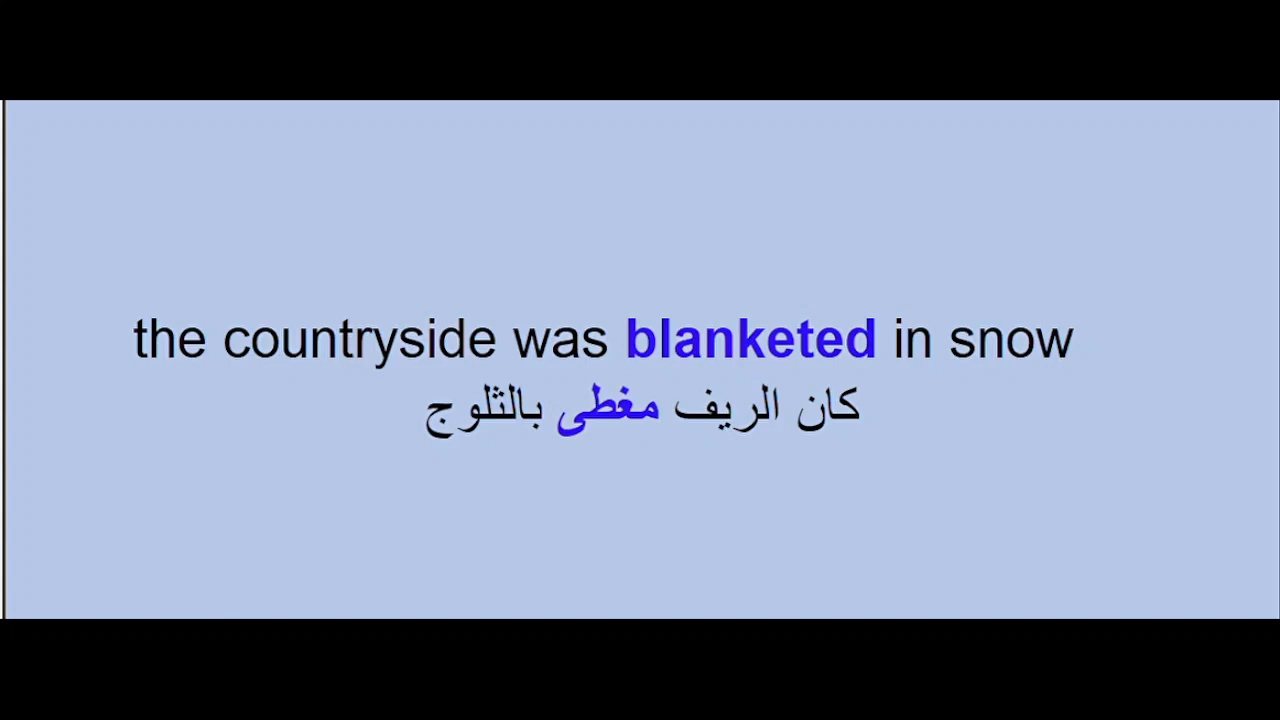 the countryside was blanketed in snow
كان الريف مغطى بالثلوج